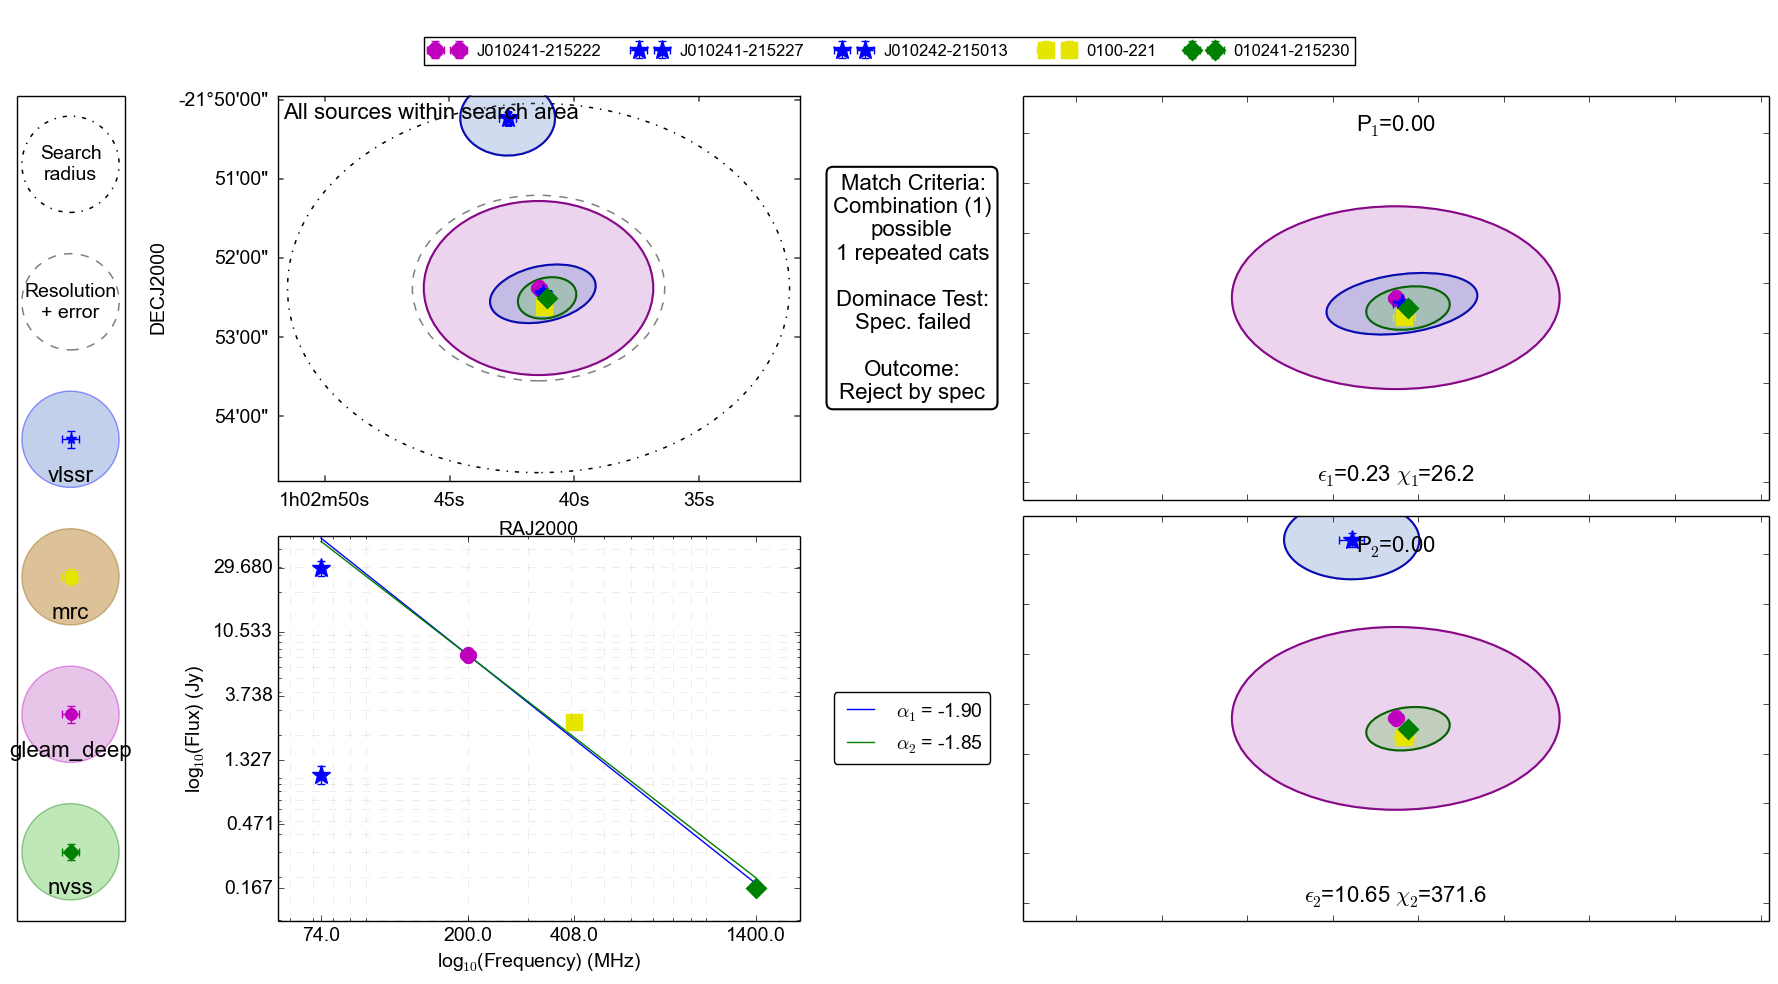 J010241-215222
J010241-215227
J010242-215013
0100-221
010241-215230
Search
radius
Resolution
+ error
vlssr
mrc
gleam_deep
nvss
All sources within search area
-21°50'00"
51'00"
52'00"
53'00"
54'00"
DECJ2000
1h02m50s
45s
40s
35s
RAJ2000
Match Criteria:
Combination (1)
possible
1 repeated cats
Dominace Test:
Spec. failed
Outcome:
Reject by spec
P1=0.00
ϵ1=0.23 χ1=26.2
29.680
10.533
3.738
1.327
0.471
0.167
log10(Flux) (Jy)
74.0
200.0
408.0
1400.0
log10(Frequency) (MHz)
α1 = -1.90
α2 = -1.85
P2=0.00
ϵ2=10.65 χ2=371.6